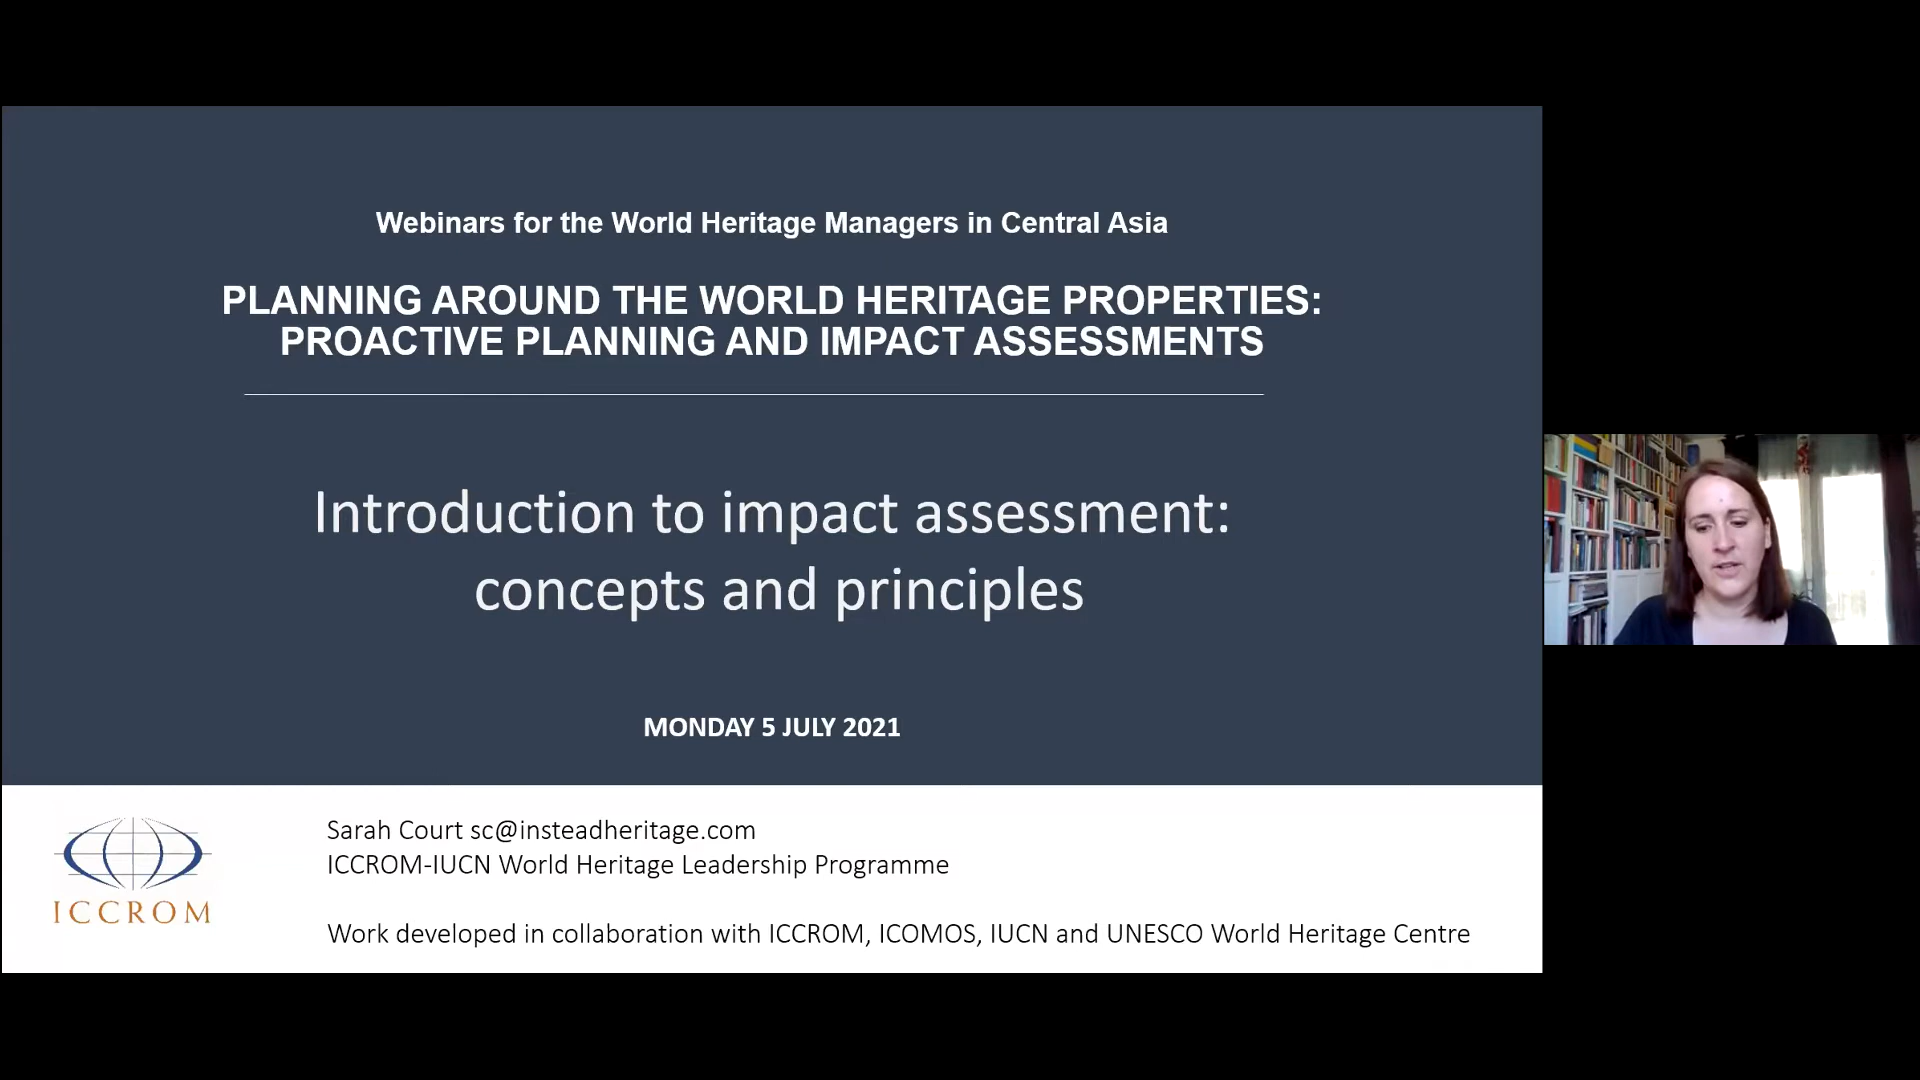 Webinars for the World Heritage Managers in Central Asia
PLANNING AROUND THE WORLD HERITAGE PROPERTIES:
PROACTIVE PLANNING AND IMPACT ASSESSMENTS
Introduction to impact assessment:
concepts and principles
MONDAY 5 JULY 2021
Sarah Court sc@insteadheritage.com
ICCROM-IUCN World Heritage Leadership Programme
ICCROM
Work developed in collaboration with ICCROM, ICOMOS, IUCN and UNESCO World Heritage Centre